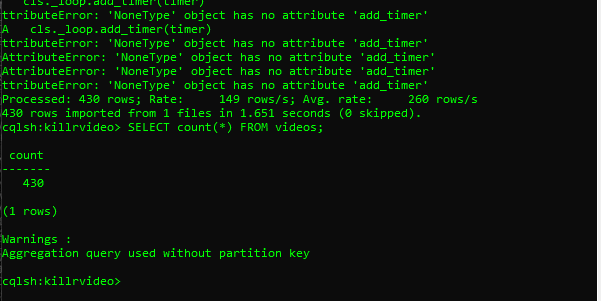 cls._loop.add_timer(timer)
ttributeError: 'NoneType' object has no attribute 'add_timer'
A   cls._loop.add_timer(timer)
ttributeError: 'NoneType' object has no attribute 'add_timer'
AttributeError: 'NoneType' object has no attribute 'add_timer'
AttributeError: 'NoneType' object has no attribute 'add_timer'
ttributeError: 'NoneType' object has no attribute 'add_timer'
Processed: 430 rows; Rate:     149 rows/s; Avg. rate:     260 rows/s
430 rows imported from 1 files in 1.651 seconds (0 skipped).
cqlsh:killrvideo> SELECT count(*) FROM videos;
count
-------
430
(1 rows)
Warnings :
Aggregation query used without partition key
cqlsh:killrvideo>